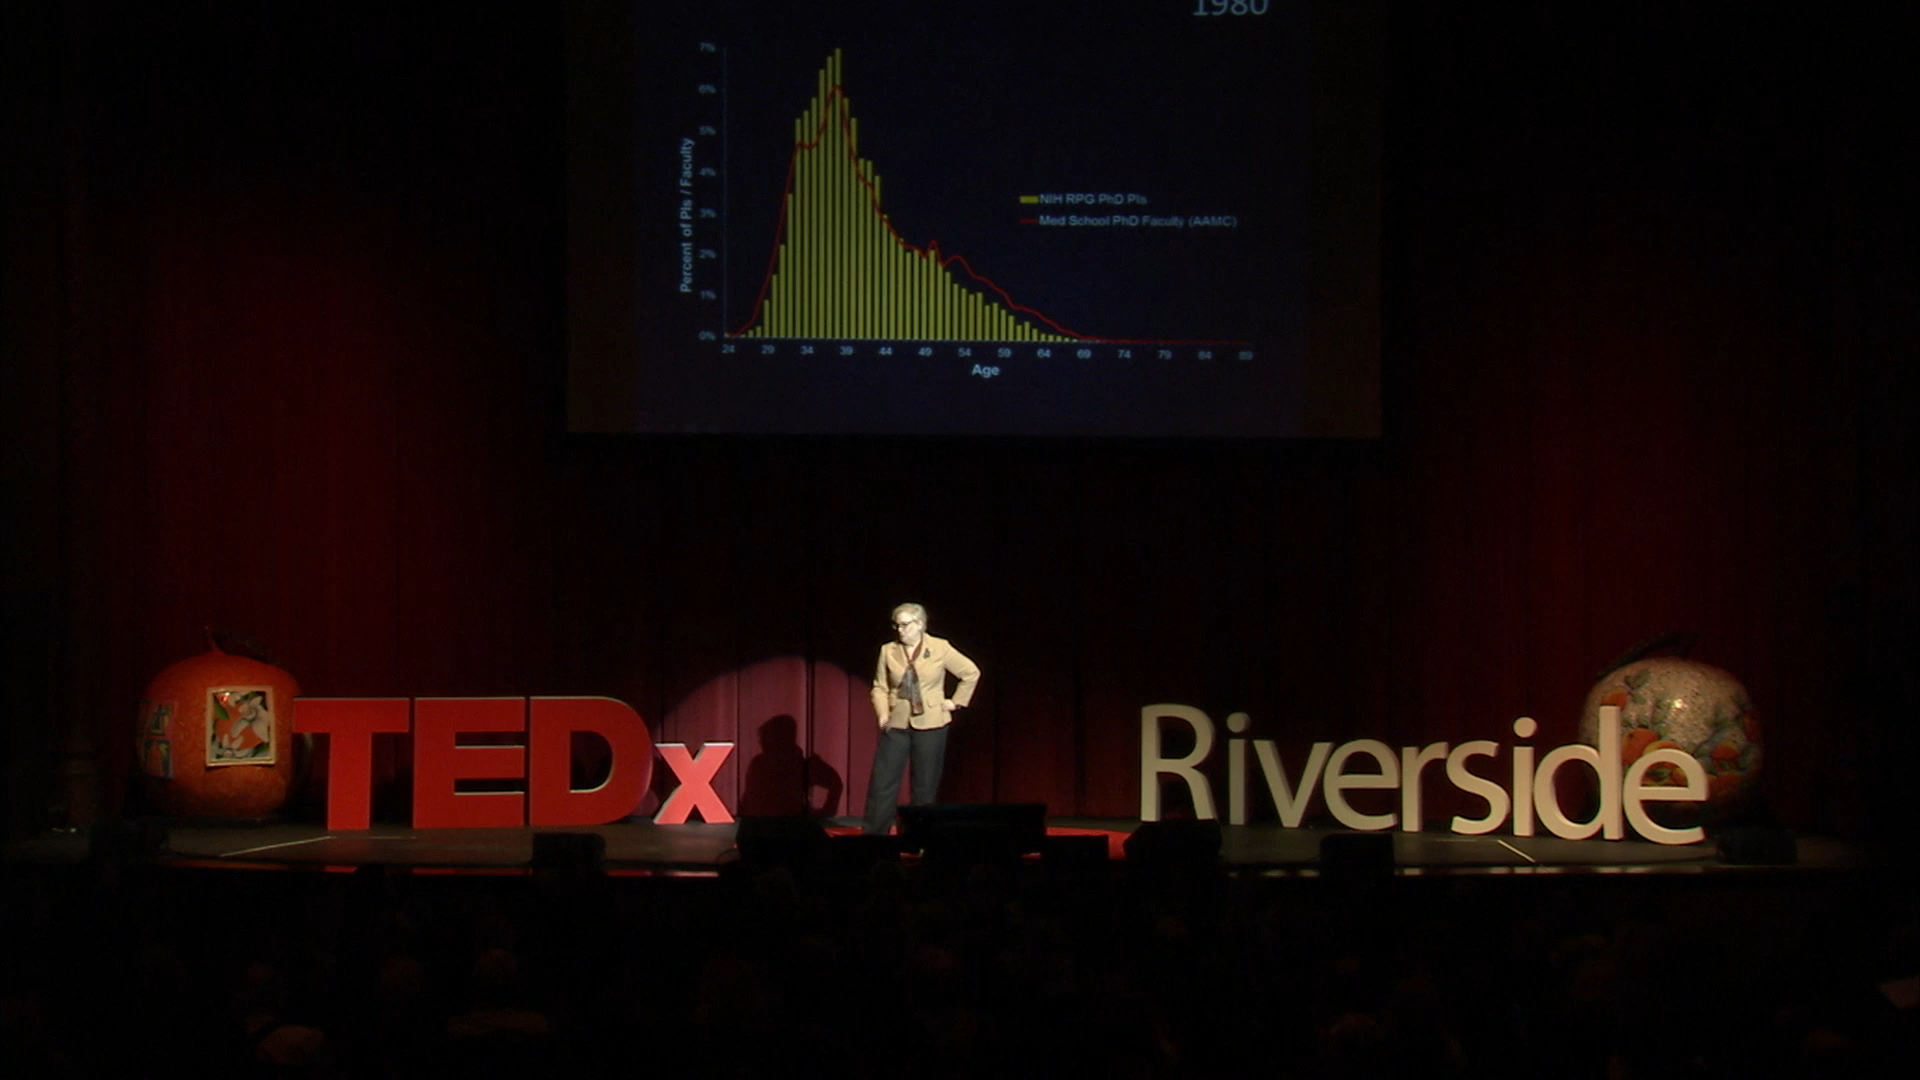 1980
7%
6%
5%
4%
3%
2%
1%
0%
Percent of PIs / Faculty
NIH RPG PhD PIs
Med School PhD Faculty (AAMC)
24 29 34 39 44 49 54 59 64 69 74 79 84 89
Age
TEDx Riverside